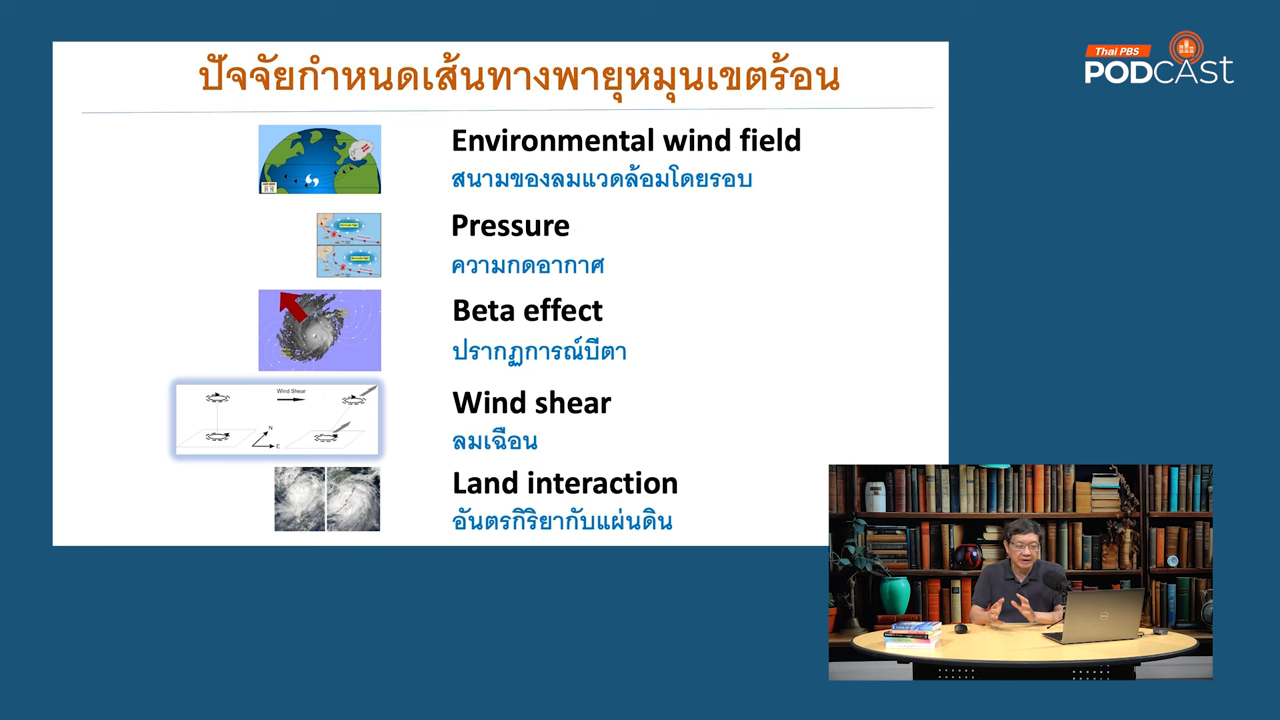 ปัจจัยกำหนดเส้นทางพายุหมุนเขตร้อน
Thai PBS
PODCAst
Environmental wind field
สนามของลมแวดล้อมโดยรอบ
Pressure
ความกดอากาศ
Beta effect
ปรากฏการณ์บีตา
Wind Shear
N
E
Wind shear
ลมเฉือน
Land interaction
อันตรกิริยากับแผ่นดิน
DELL